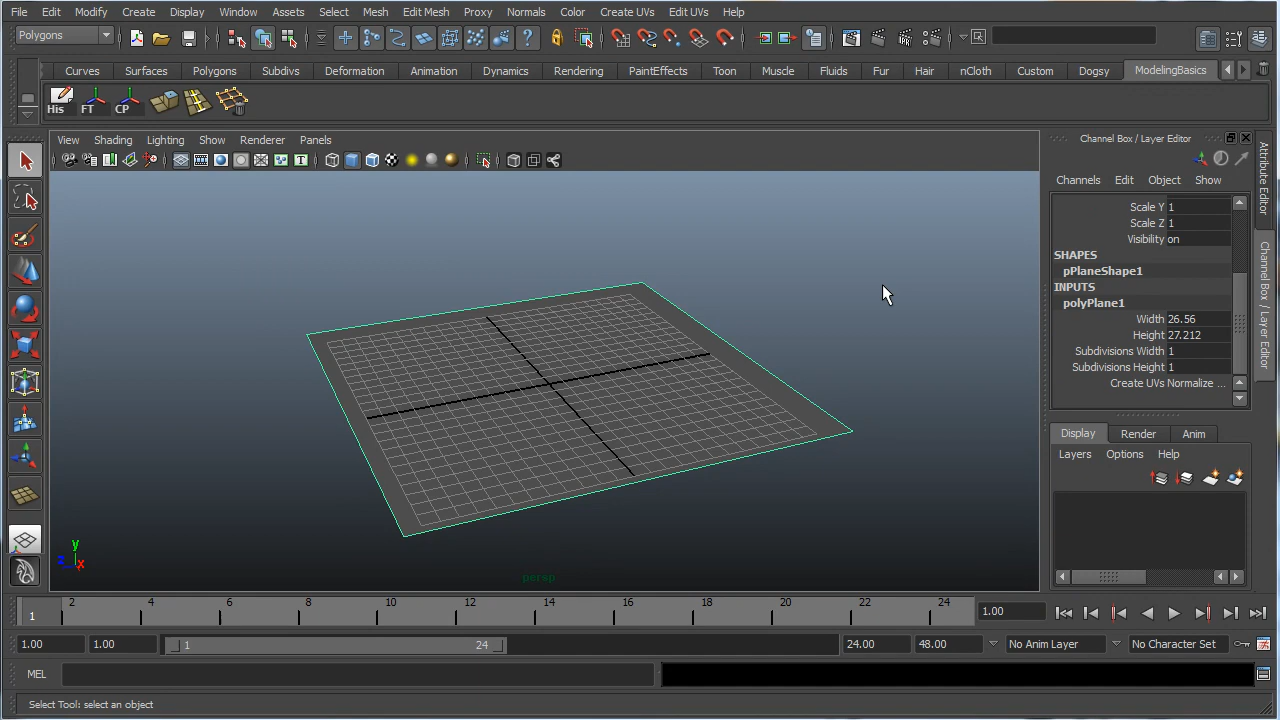 File Edit Modify Create Display Window Assets Select Mesh Edit Mesh Proxy Normals Color Create UVs Edit UVs Help
Polygons
Curves Surfaces Polygons Subdivs Deformation Animation Dynamics Rendering PaintEffects Toon Muscle Fluids Fur Hair nCloth Custom Dogsy ModelingBasics
His FT CP
View Shading Lighting Show Renderer Panels
Channel Box / Layer Editor
Channels Edit Object Show
Scale Y 1
Scale Z 1
Visibility on
SHAPES
pPlaneShape1
INPUTS
polyPlane1
Width 26.56
Height 27.212
Subdivisions Width 1
Subdivisions Height 1
Create UVs Normalize ...
Attribute Editor
Channel Box / Layer Editor
Display Render Anim
Layers Options Help
y
z x
persp
1 2 4 6 8 10 12 14 16 18 20 22 24 1.00
1.00 1.00 1 24 24.00 48.00 No Anim Layer No Character Set
MEL
Select Tool: select an object